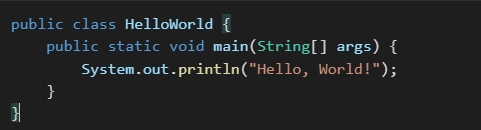 public class HelloWorld {
    public static void main(String[] args) {
        System.out.println("Hello, World!");
    }
}